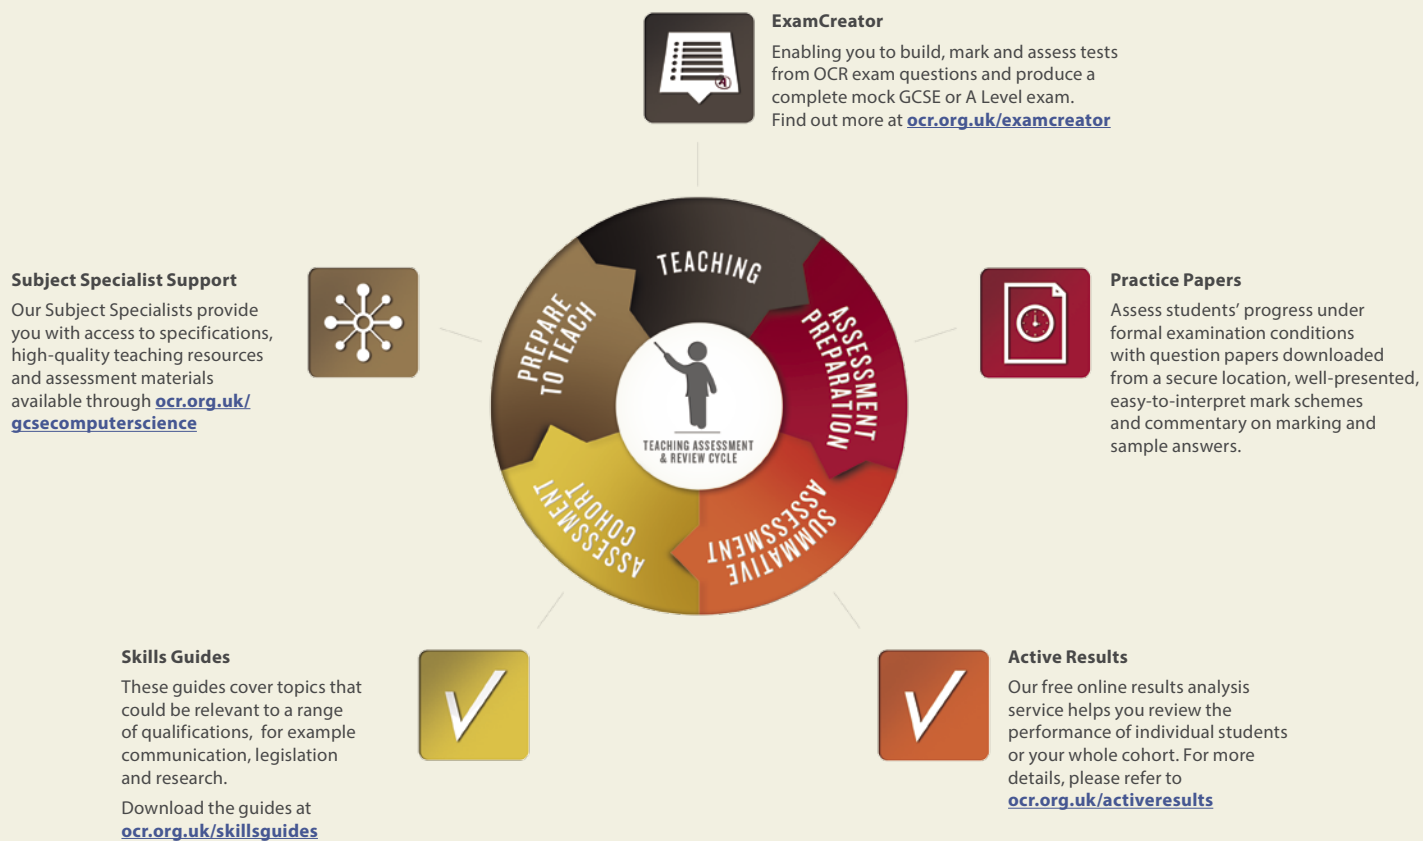 ExamCreator
Enabling you to build, mark and assess tests
from OCR exam questions and produce a
complete mock GCSE or A Level exam.
Find out more at ocr.org.uk/examcreator
Subject Specialist Support
Our Subject Specialists provide
you with access to specifications,
high-quality teaching resources
and assessment materials
available through ocr.org.uk/
gcsecomputerscience
TEACHING
PREPARE
TO TEACH
ASSESSMENT
PREPARATION
TEACHING ASSESSMENT
& REVIEW CYCLE
ASSESSMENT
COHORT
SUMMATIVE
ASSESSMENT
Practice Papers
Assess students’ progress under
formal examination conditions
with question papers downloaded
from a secure location, well-presented,
easy-to-interpret mark schemes
and commentary on marking and
sample answers.
Skills Guides
These guides cover topics that
could be relevant to a range
of qualifications, for example
communication, legislation
and research.
Download the guides at
ocr.org.uk/skillsguides
Active Results
Our free online results analysis
service helps you review the
performance of individual students
or your whole cohort. For more
details, please refer to
ocr.org.uk/activeresults